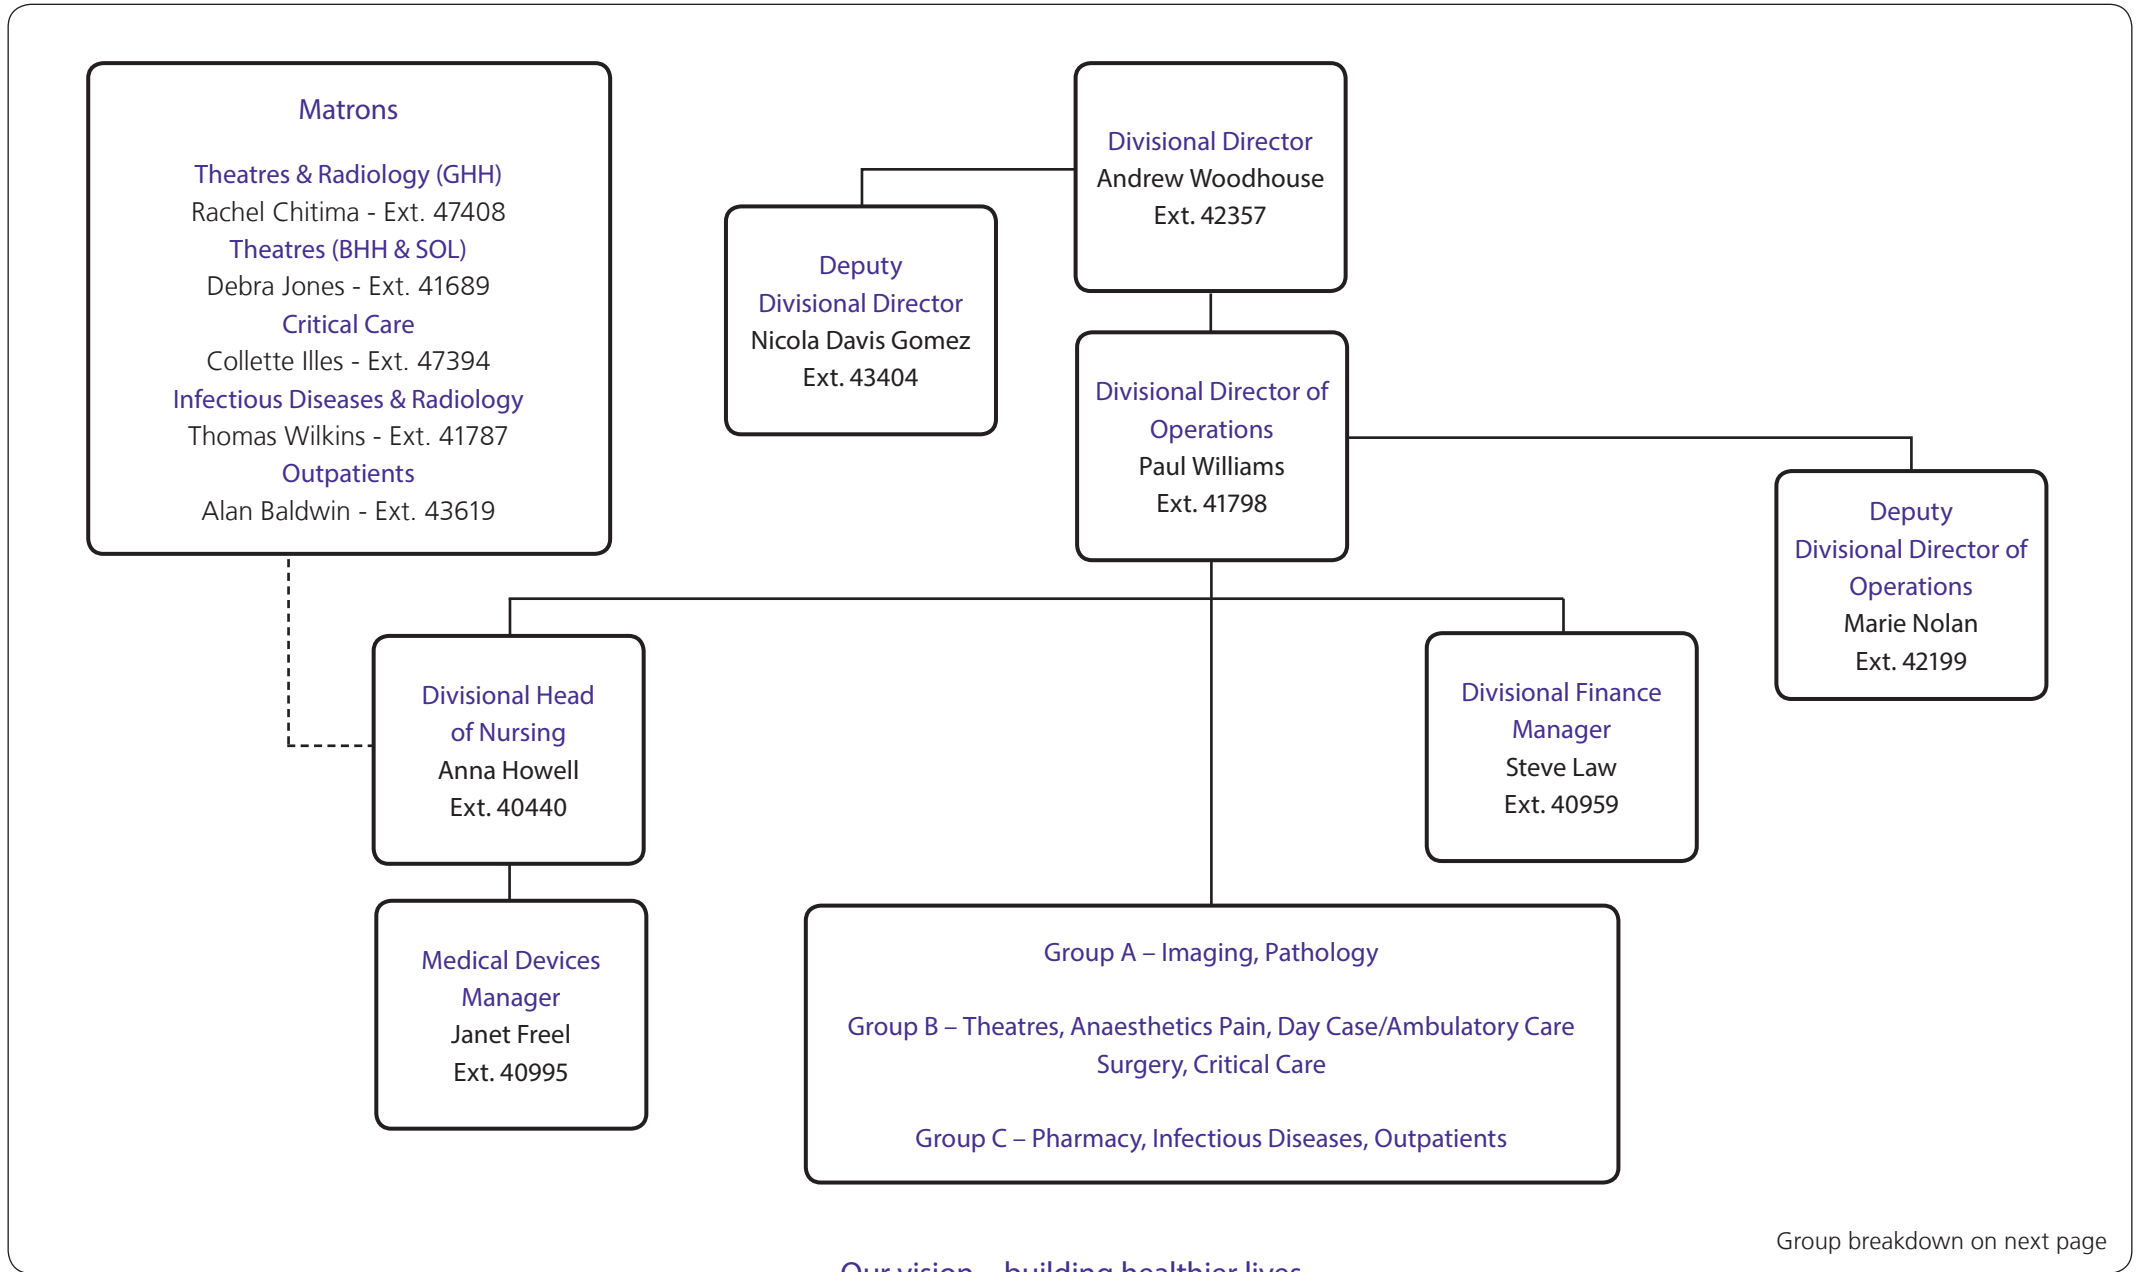 Matrons
Theatres & Radiology (GHH)
Rachel Chitima - Ext. 47408
Theatres (BHH & SOL)
Debra Jones - Ext. 41689
Critical Care
Collette Illes - Ext. 47394
Infectious Diseases & Radiology
Thomas Wilkins - Ext. 41787
Outpatients
Alan Baldwin - Ext. 43619
Divisional Director
Andrew Woodhouse
Ext. 42357
Deputy
Divisional Director
Nicola Davis Gomez
Ext. 43404
Divisional Director of
Operations
Paul Williams
Ext. 41798
Deputy
Divisional Director of
Operations
Marie Nolan
Ext. 42199
Divisional Head
of Nursing
Anna Howell
Ext. 40440
Divisional Finance
Manager
Steve Law
Ext. 40959
Medical Devices
Manager
Janet Freel
Ext. 40995
Group A – Imaging, Pathology
Group B – Theatres, Anaesthetics Pain, Day Case/Ambulatory Care
Surgery, Critical Care
Group C – Pharmacy, Infectious Diseases, Outpatients
Group breakdown on next page
Our vision – building healthier lives